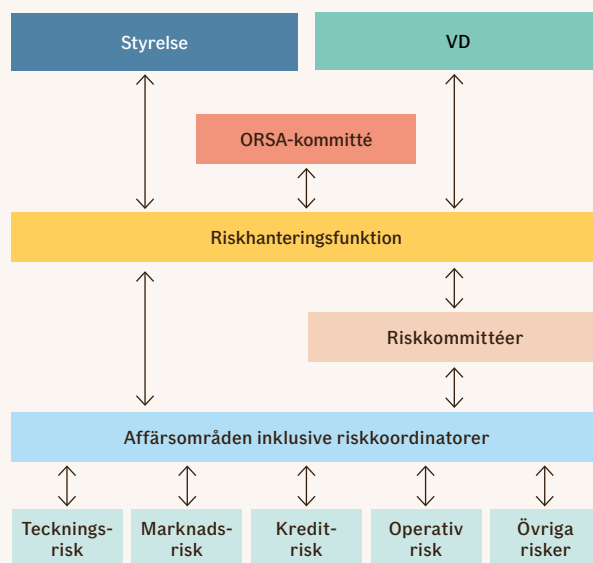 Styrelse
VD
ORSA-kommitté
Riskhanteringsfunktion
Riskkommittéer
Affärsområden inklusive riskkoordinatorer
Tecknings-
risk
Marknads-
risk
Kredit-
risk
Operativ
risk
Övriga
risker